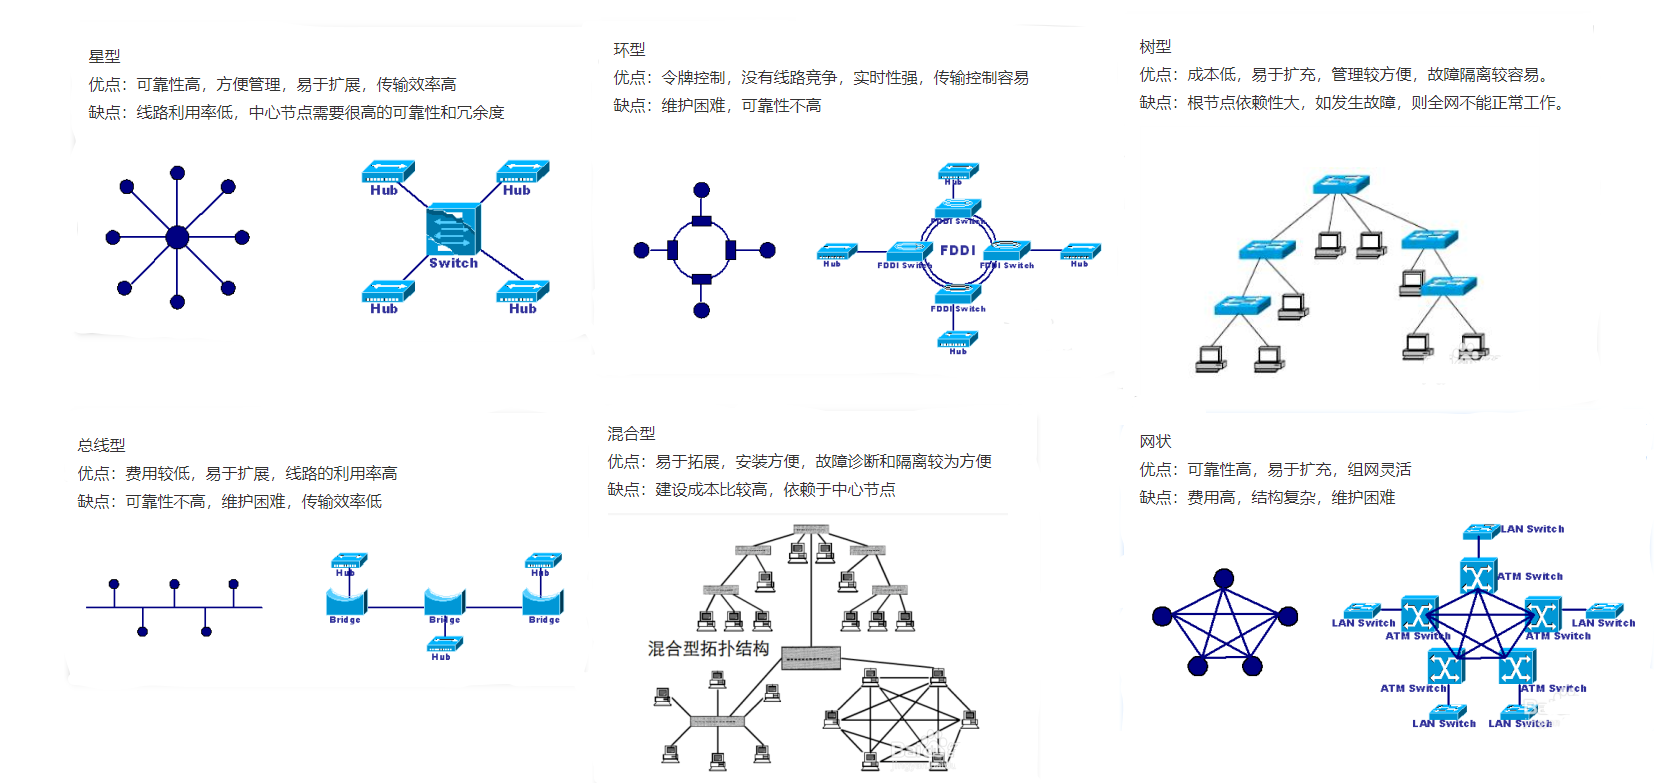 星型
优点：可靠性高，方便管理，易于扩展，传输效率高
缺点：线路利用率低，中心节点需要很高的可靠性和冗余度
Hub
Hub
Switch
Hub
Hub
环型
优点：令牌控制，没有线路竞争，实时性强，传输控制容易
缺点：维护困难，可靠性不高
Hub
FDDI Switch
FDDI
Hub
FDDI Switch
FDDI Switch
Hub
FDDI Switch
Hub
树型
优点：成本低，易于扩充，管理较方便，故障隔离较容易。
缺点：根节点依赖性大，如发生故障，则全网不能正常工作。
总线型
优点：费用较低，易于扩展，线路的利用率高
缺点：可靠性不高，维护困难，传输效率低
Hub
Hub
Bridge
Bridge
Bridge
Hub
混合型
优点：易于拓展，安装方便，故障诊断和隔离较为方便
缺点：建设成本比较高，依赖于中心节点
混合型拓扑结构
网状
优点：可靠性高，易于扩充，组网灵活
缺点：费用高，结构复杂，维护困难
LAN Switch
ATM Switch
LAN Switch
LAN Switch
ATM Switch
ATM Switch
ATM Switch
ATM Switch
LAN Switch
LAN Switch